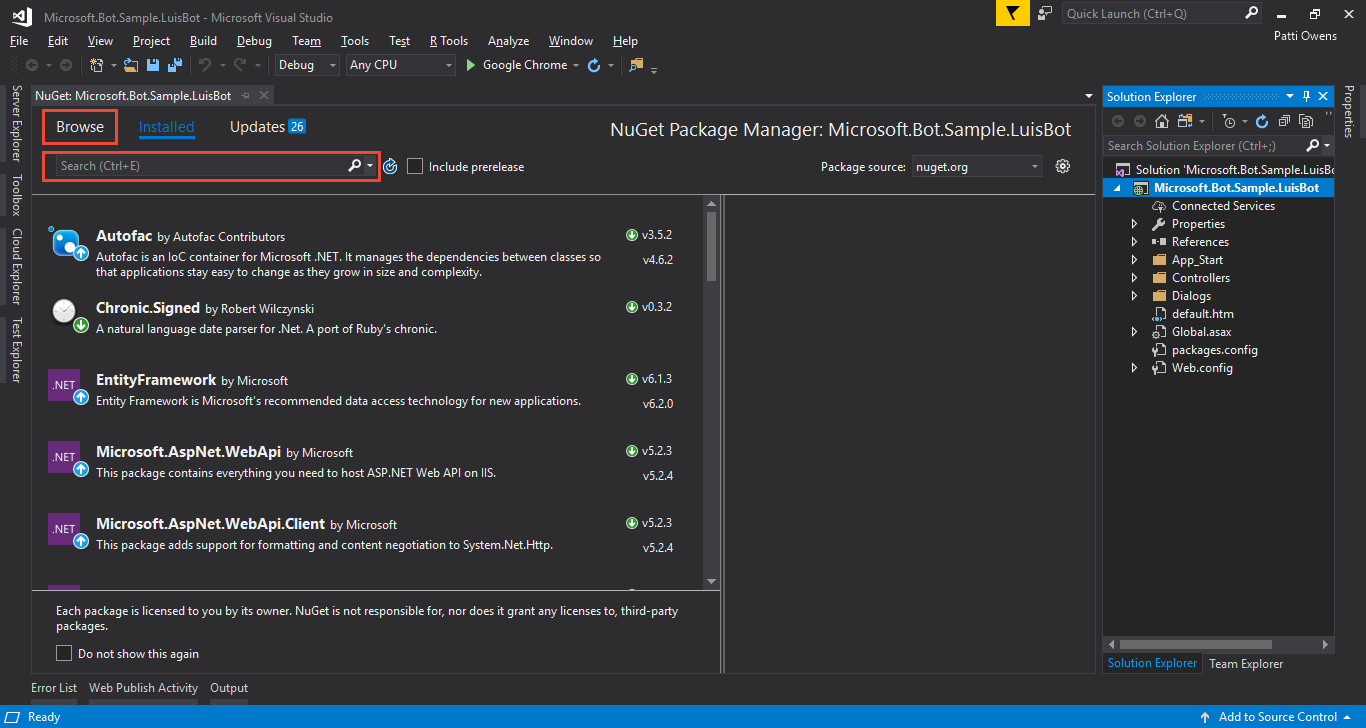 Microsoft.Bot.Sample.LuisBot - Microsoft Visual Studio
Quick Launch (Ctrl+Q)
File Edit View Project Build Debug Team Tools Test R Tools Analyze Window Help
Patti Owens
Debug Any CPU Google Chrome
Server Explorer
Toolbox
Cloud Explorer
Test Explorer
NuGet: Microsoft.Bot.Sample.LuisBot
Browse Installed Updates 26
NuGet Package Manager: Microsoft.Bot.Sample.LuisBot
Search (Ctrl+E)
Include prerelease
Package source: nuget.org
Autofac by Autofac Contributors
v3.5.2
Autofac is an IoC container for Microsoft .NET. It manages the dependencies between classes so
that applications stay easy to change as they grow in size and complexity.
v4.6.2
Chronic.Signed by Robert Wilczynski
v0.3.2
A natural language date parser for .Net. A port of Ruby's chronic.
.NET
EntityFramework by Microsoft
v6.1.3
Entity Framework is Microsoft's recommended data access technology for new applications.
v6.2.0
.NET
Microsoft.AspNet.WebApi by Microsoft
v5.2.3
This package contains everything you need to host ASP.NET Web API on IIS.
v5.2.4
.NET
Microsoft.AspNet.WebApi.Client by Microsoft
v5.2.3
This package adds support for formatting and content negotiation to System.Net.Http.
v5.2.4
Each package is licensed to you by its owner. NuGet is not responsible for, nor does it grant any licenses to, third-party
packages.
Do not show this again
Solution Explorer
Search Solution Explorer (Ctrl+;)
Solution 'Microsoft.Bot.Sample.LuisBo
Microsoft.Bot.Sample.LuisBot
Connected Services
Properties
References
App_Start
Controllers
Dialogs
default.htm
Global.asax
packages.config
Web.config
Solution Explorer Team Explorer
Properties
Error List Web Publish Activity Output
Ready
Add to Source Control